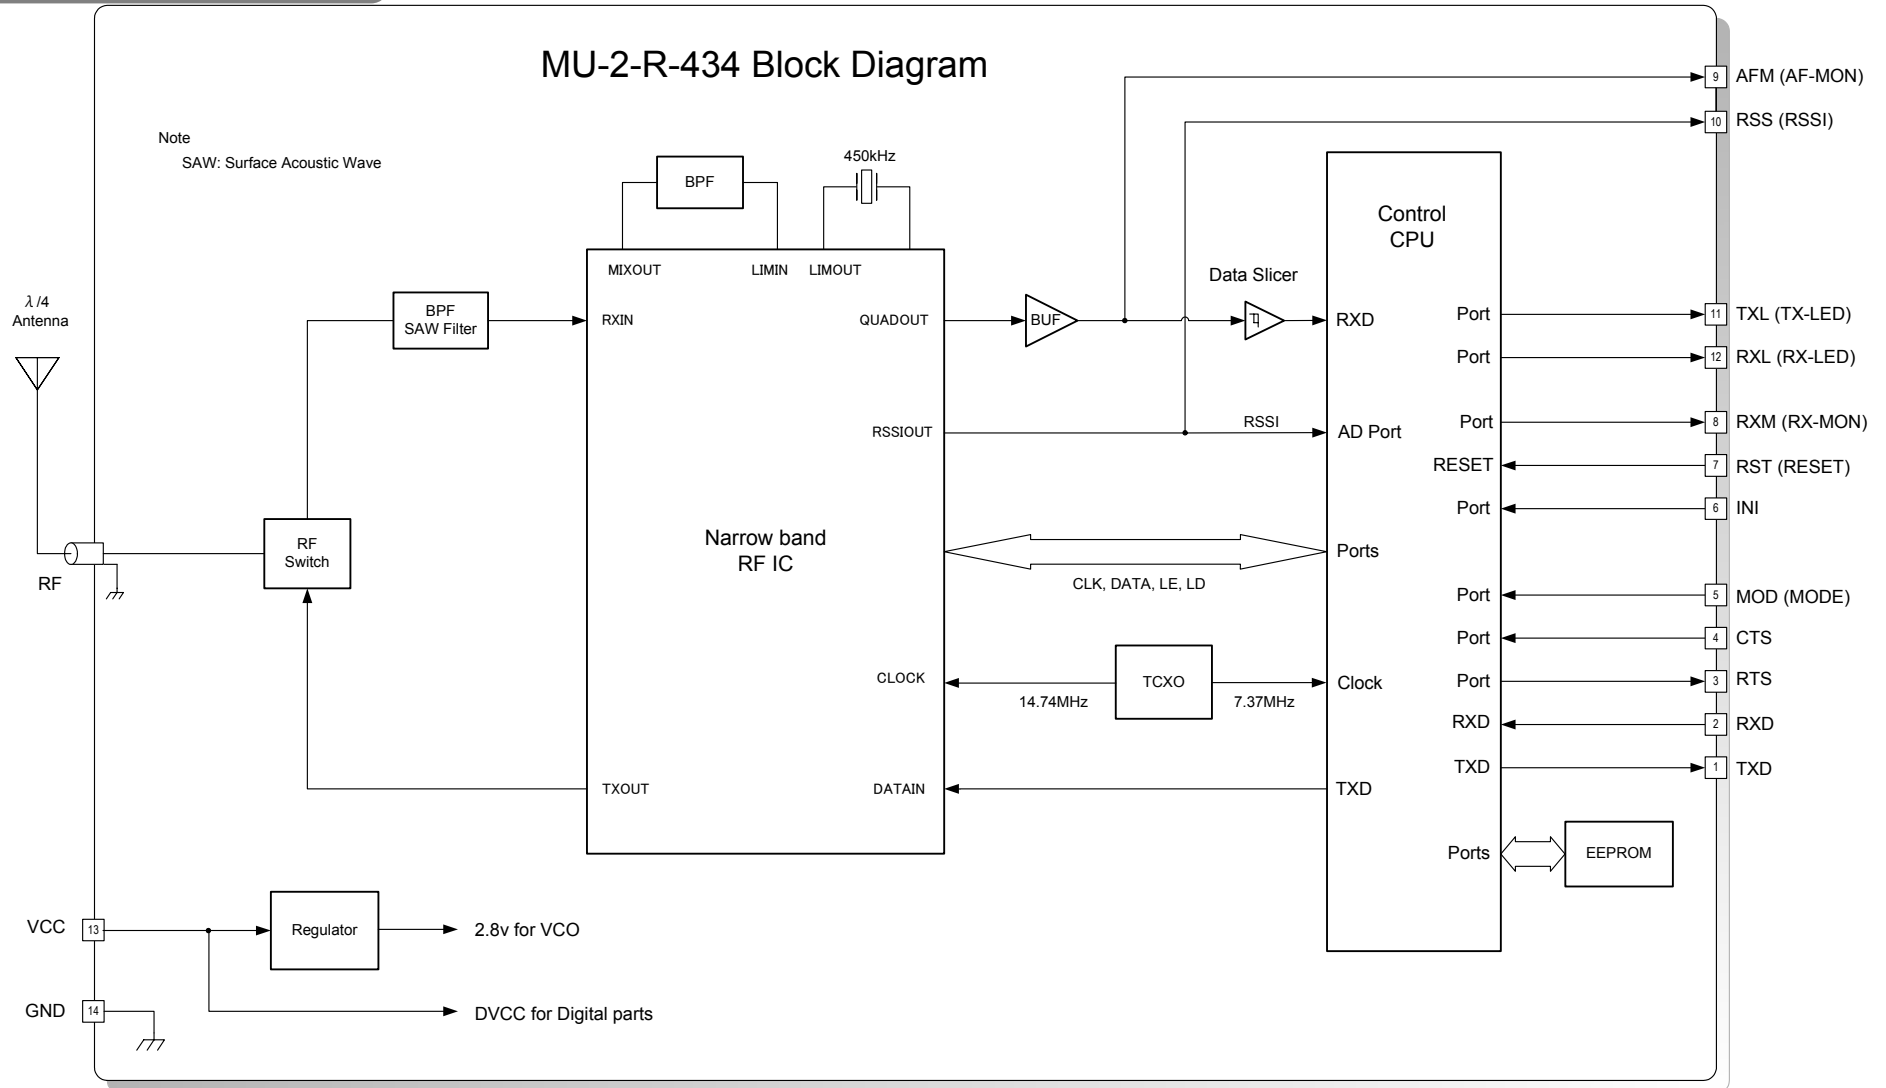 MU-2-R-434 Block Diagram
Note
SAW: Surface Acoustic Wave
λ/4
Antenna
RF
RF
Switch
BPF
SAW Filter
BPF
450kHz
MIXOUT
LIMIN
LIMOUT
RXIN
QUADOUT
RSSIOUT
Narrow band
RF IC
CLOCK
TXOUT
DATAIN
BUF
Data Slicer
RSSI
CLK, DATA, LE, LD
TCXO
14.74MHz
7.37MHz
Control
CPU
RXD
AD Port
Ports
Clock
TXD
Port
Port
Port
RESET
Port
Port
Port
Port
RXD
TXD
Ports
EEPROM
9 AFM (AF-MON)
10 RSS (RSSI)
11 TXL (TX-LED)
12 RXL (RX-LED)
8 RXM (RX-MON)
7 RST (RESET)
6 INI
5 MOD (MODE)
4 CTS
3 RTS
2 RXD
1 TXD
VCC 13
Regulator
2.8v for VCO
GND 14
DVCC for Digital parts